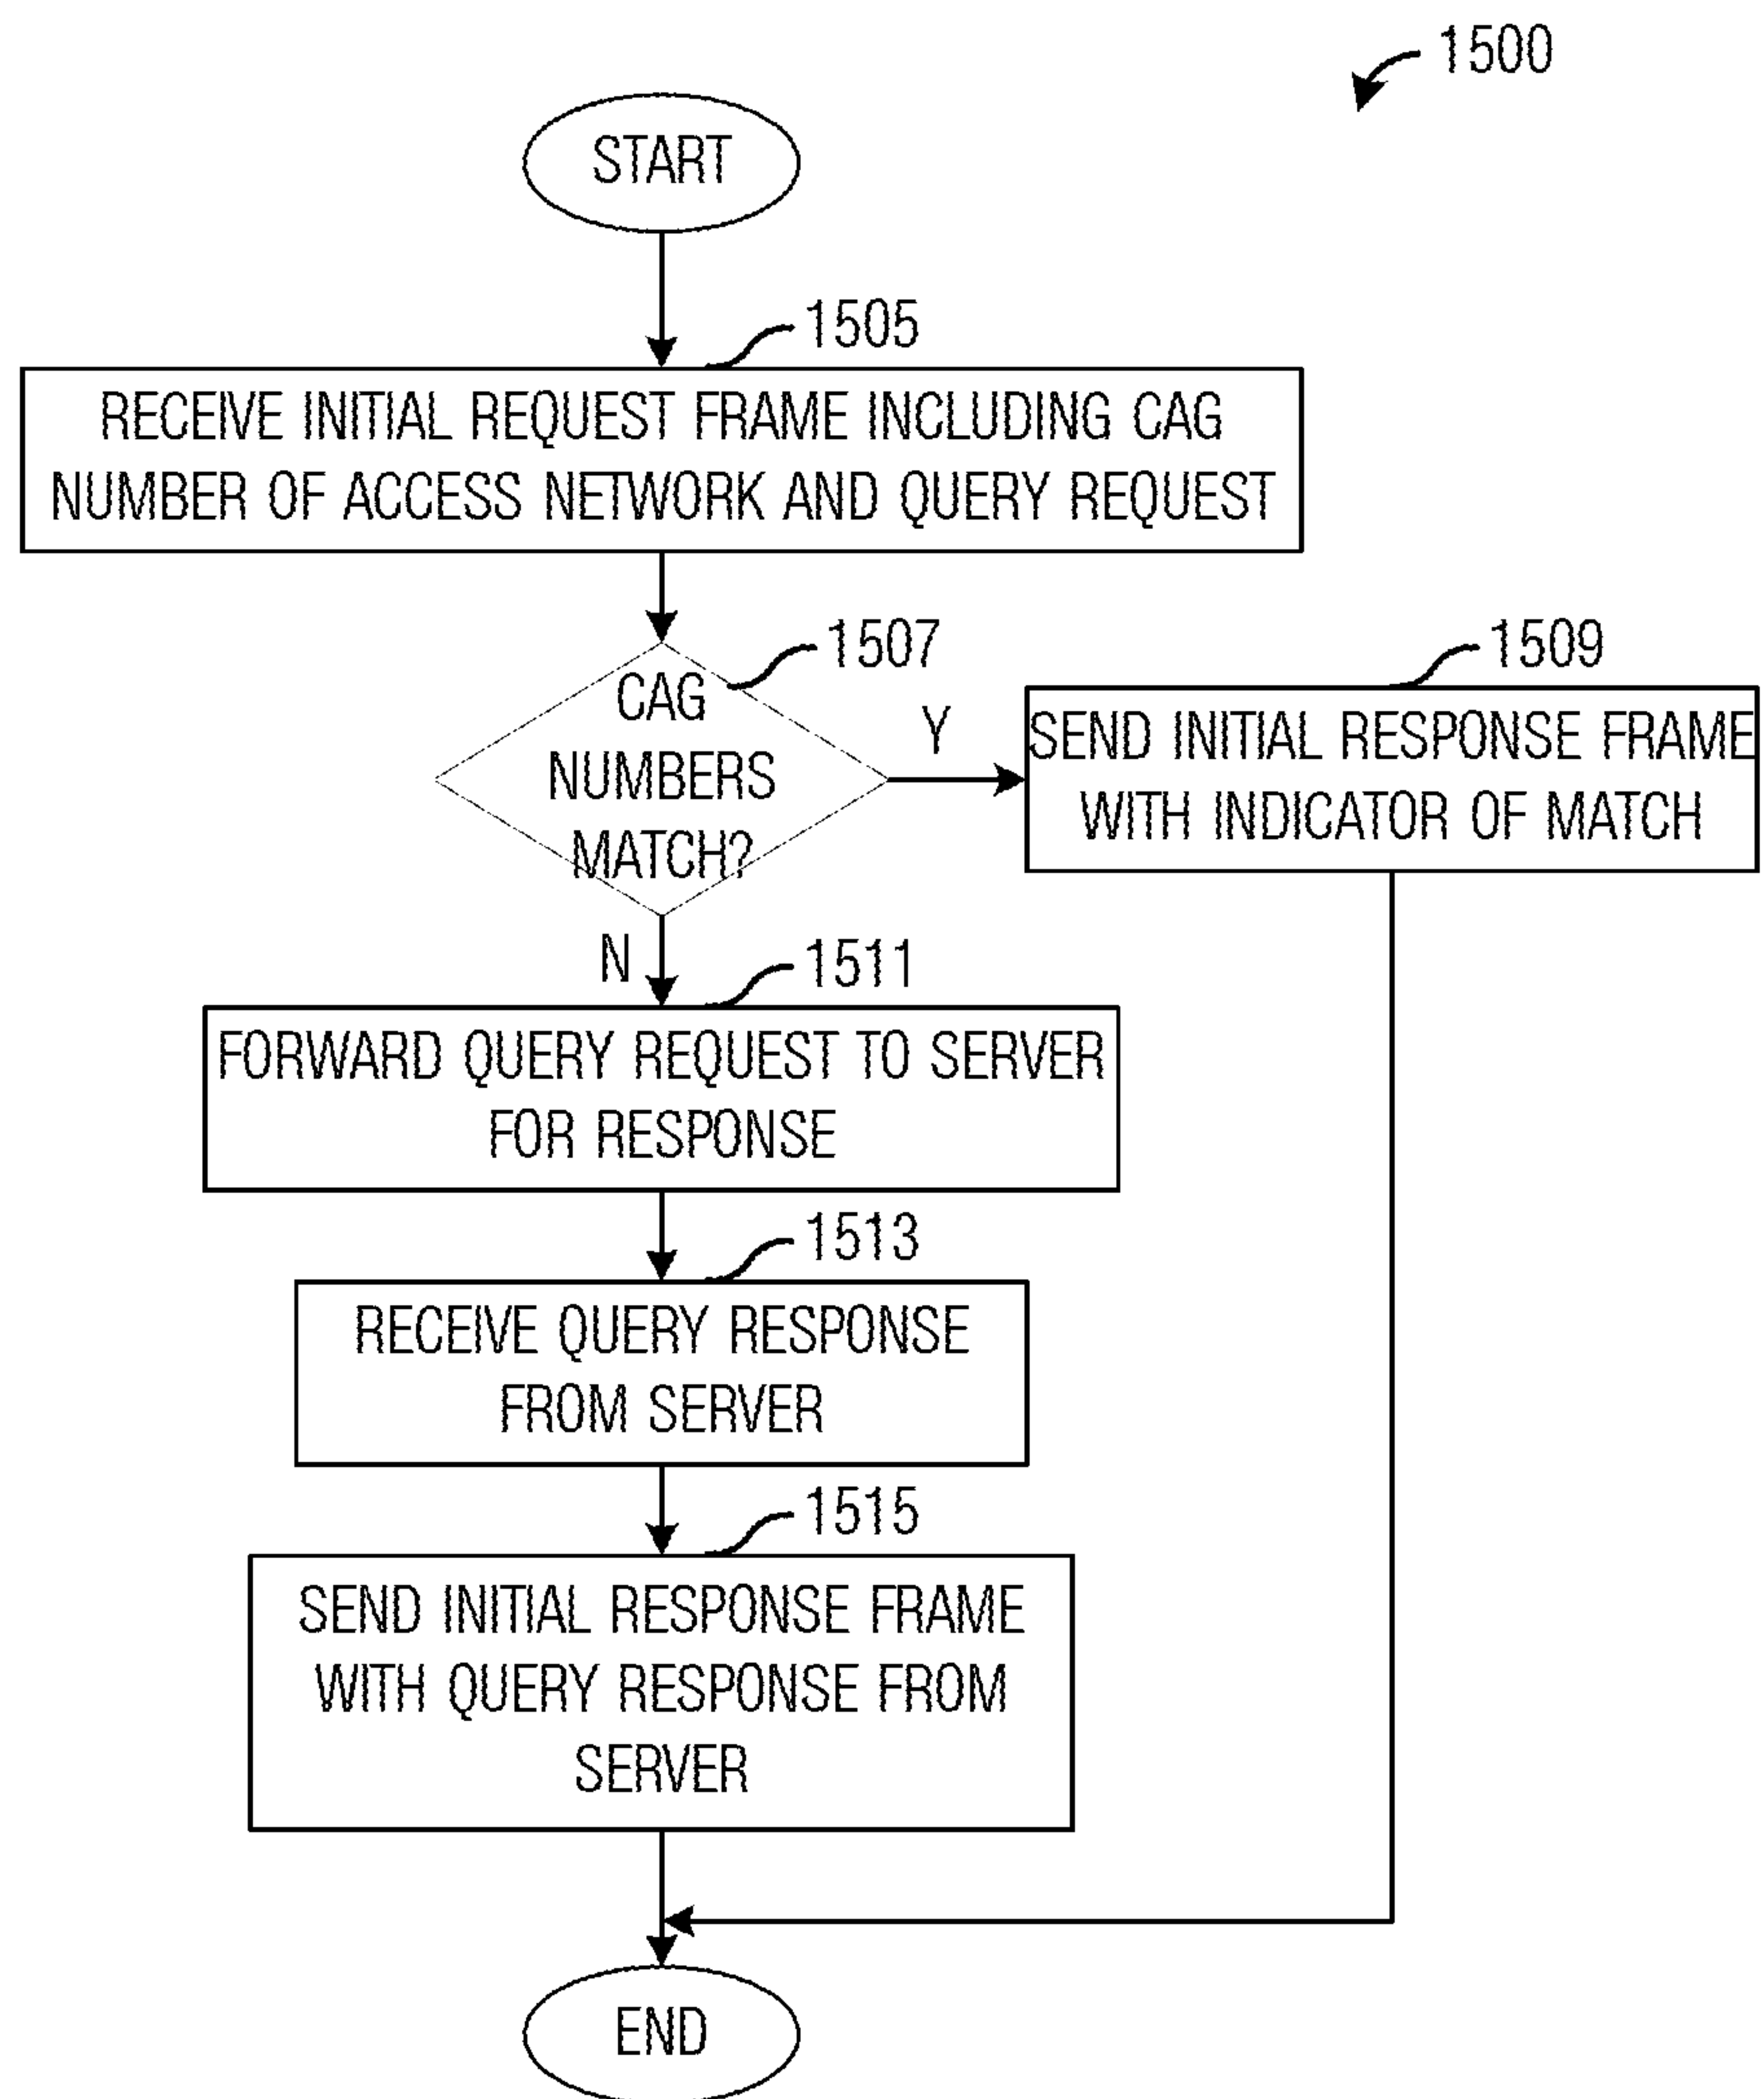 1500
START
1505
RECEIVE INITIAL REQUEST FRAME INCLUDING CAG
NUMBER OF ACCESS NETWORK AND QUERY REQUEST
1507
CAG
NUMBERS
MATCH?
Y
1509
SEND INITIAL RESPONSE FRAME
WITH INDICATOR OF MATCH
N
1511
FORWARD QUERY REQUEST TO SERVER
FOR RESPONSE
1513
RECEIVE QUERY RESPONSE
FROM SERVER
1515
SEND INITIAL RESPONSE FRAME
WITH QUERY RESPONSE FROM
SERVER
END